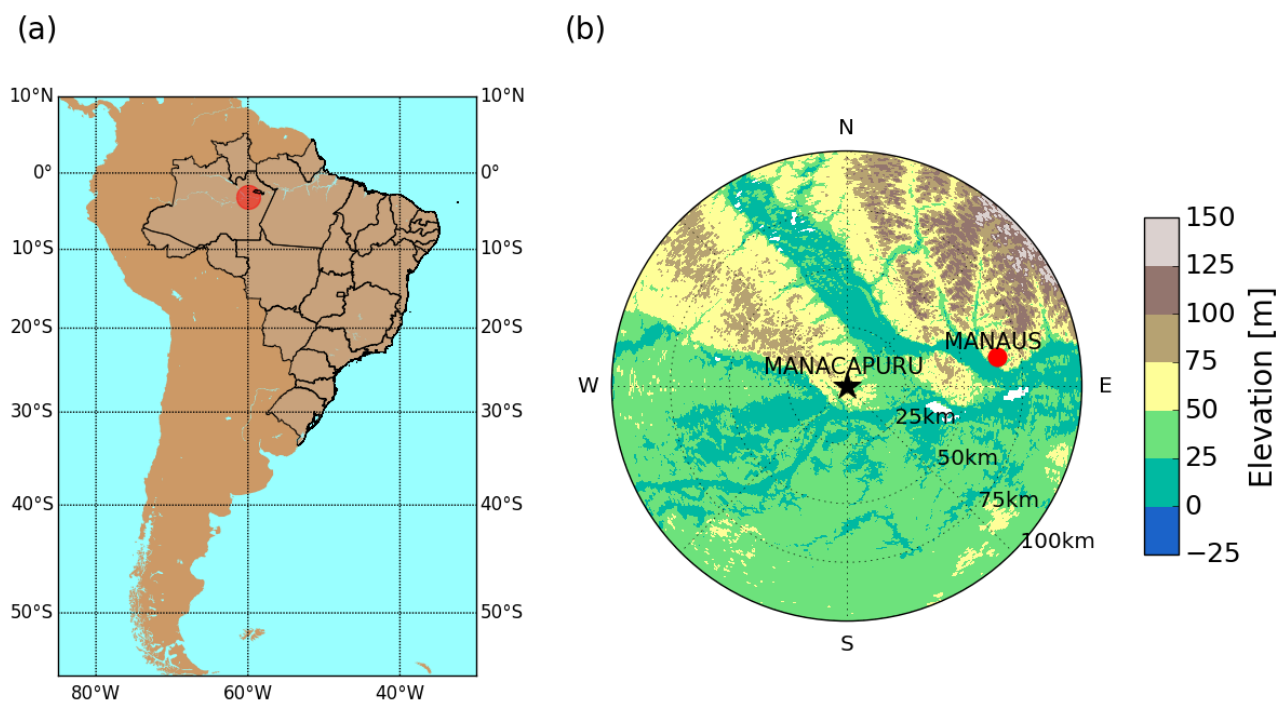 (a)
(b)
10°N
10°N
0°
0°
10°S
10°S
20°S
20°S
30°S
30°S
40°S
40°S
50°S
50°S
80°W
60°W
40°W
N
W
E
S
MANAUS
MANACAPURU
25km
50km
75km
100km
150
125
100
75
50
25
0
−25
Elevation [m]